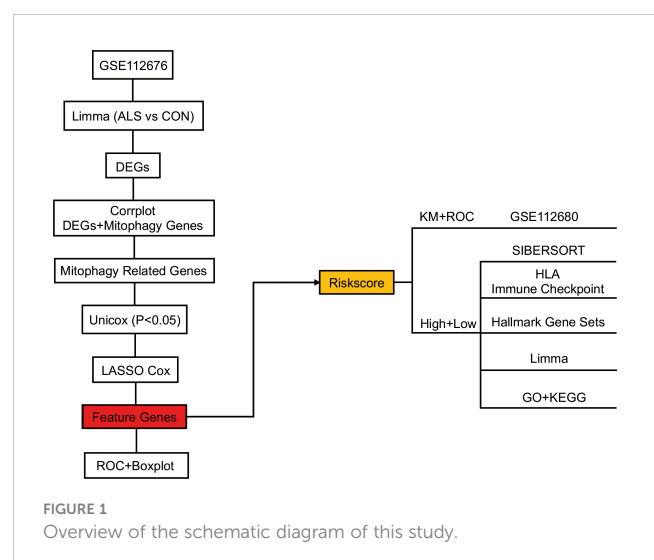 GSE112676
Limma (ALS vs CON)
DEGs
Corrplot
DEGs+Mitophagy Genes
Mitophagy Related Genes
Unicox (P<0.05)
LASSO Cox
Feature Genes
ROC+Boxplot
Riskscore
KM+ROC
GSE112680
High+Low
SIBERSORT
HLA
Immune Checkpoint
Hallmark Gene Sets
Limma
GO+KEGG
FIGURE 1
Overview of the schematic diagram of this study.